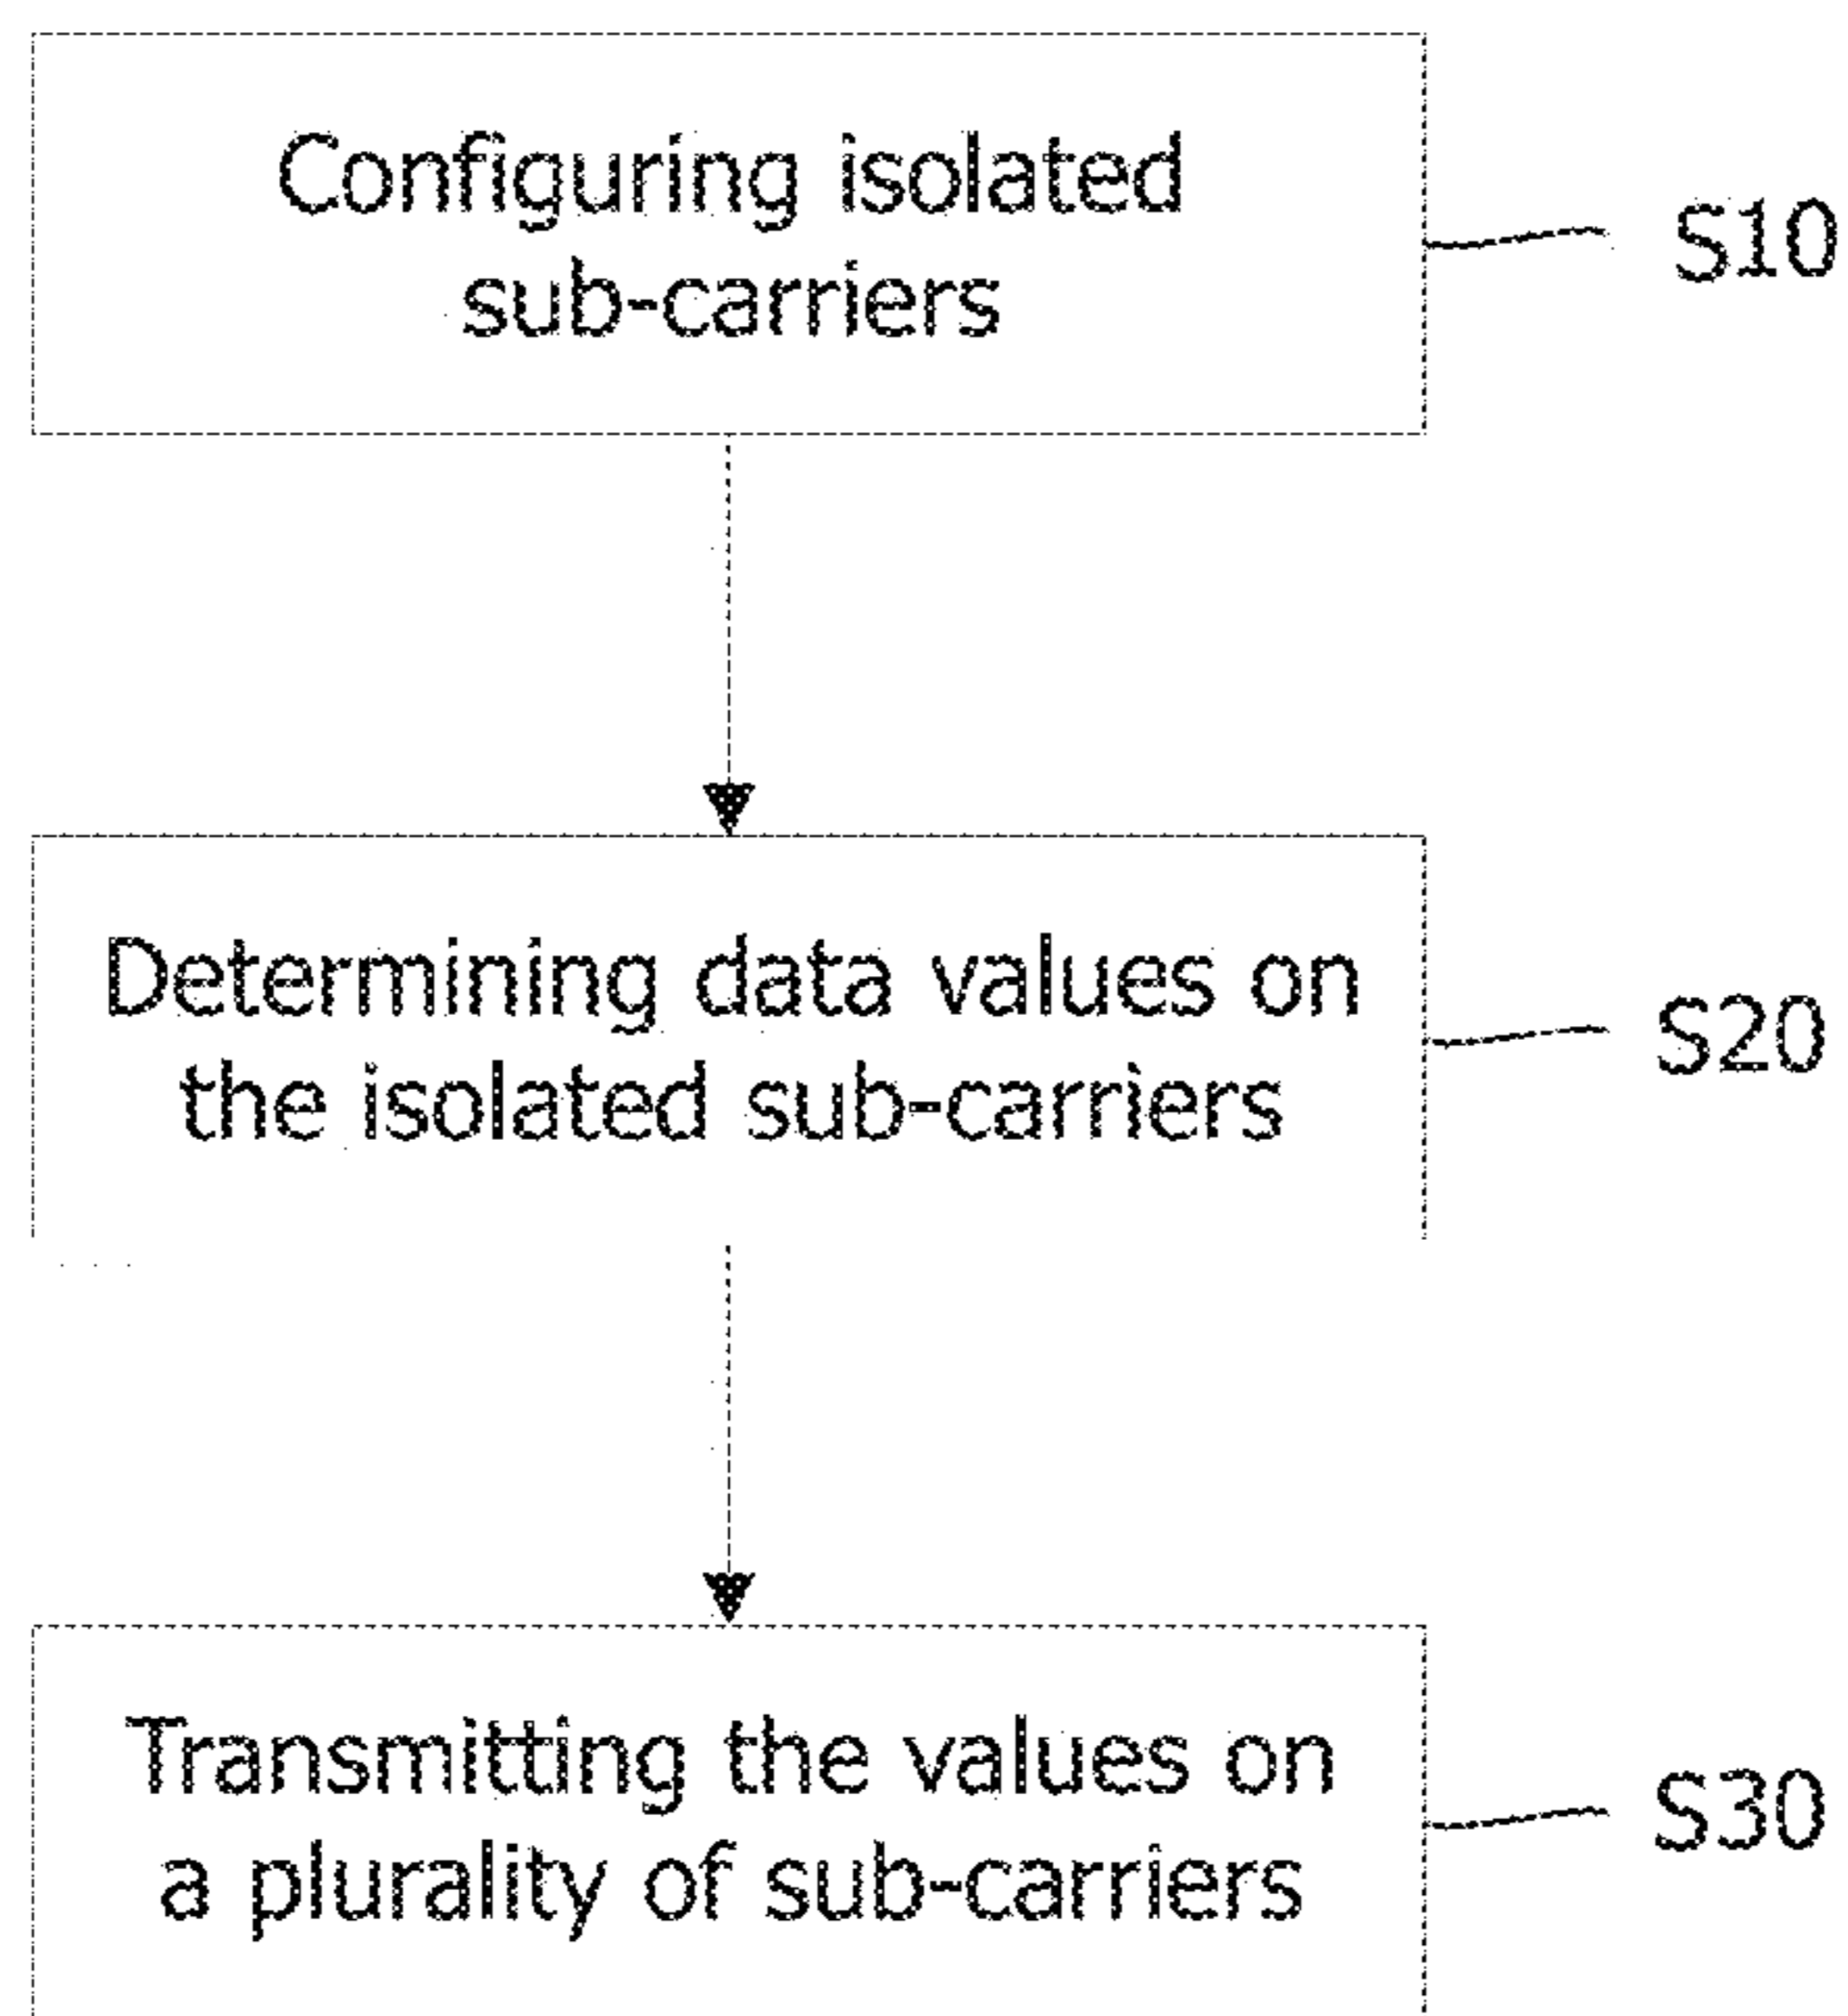 Configuring isolated
sub-carriers
S10
Determining data values on
the isolated sub-carriers
S20
Transmitting the values on
a plurality of sub-carriers
S30